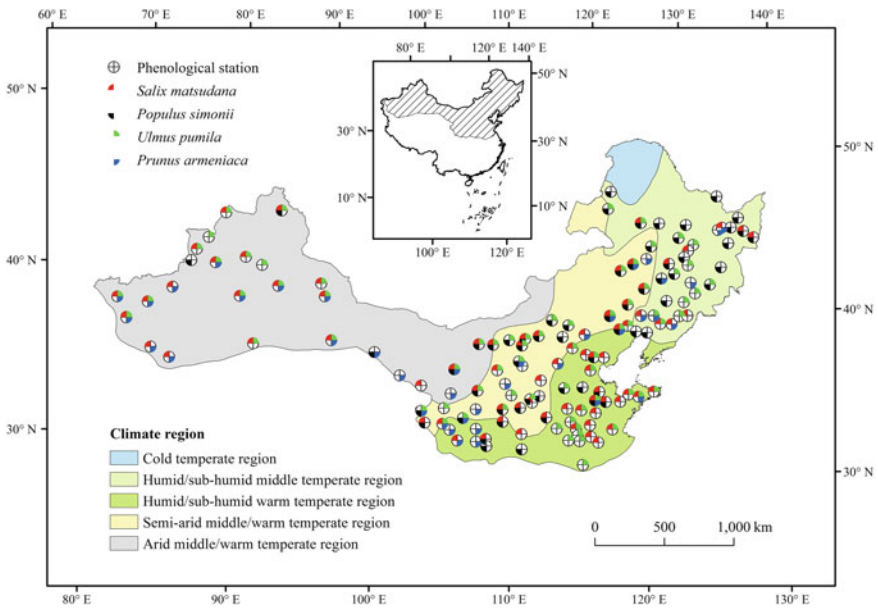 60° E 70° E 80° E 90° E 100° E 110° E 120° E 130° E 140° E
80° E 120° E 140° E
Phenological station
Salix matsudana
Populus simonii
Ulmus pumila
Prunus armeniaca
50° N
50° N
50° N
30° N
30° N
10° N
10° N
100° E 120° E
40° N
40° N
30° N
30° N
Climate region
Cold temperate region
Humid/sub-humid middle temperate region
Humid/sub-humid warm temperate region
Semi-arid middle/warm temperate region
Arid middle/warm temperate region
0 500 1,000 km
80° E 90° E 100° E 110° E 120° E 130° E